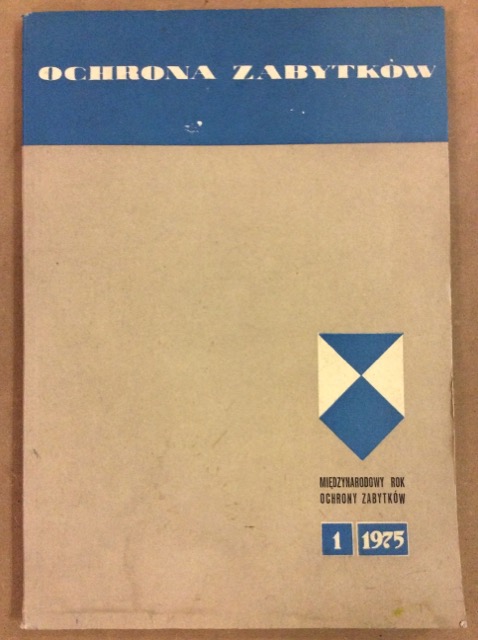 OCHRONA ZABYTKÓW
MIĘDZYNARODOWY ROK
OCHRONY ZABYTKÓW
1 1975